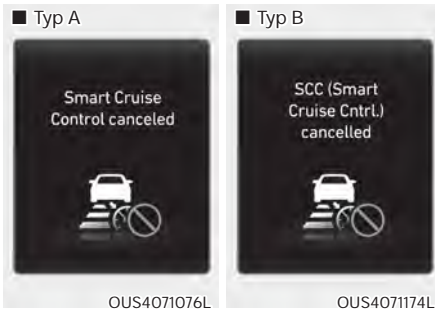 ■ Typ A
Smart Cruise
Control canceled
OUS4071076L
■ Typ B
SCC (Smart
Cruise Cntrl.)
cancelled
OUS4071174L